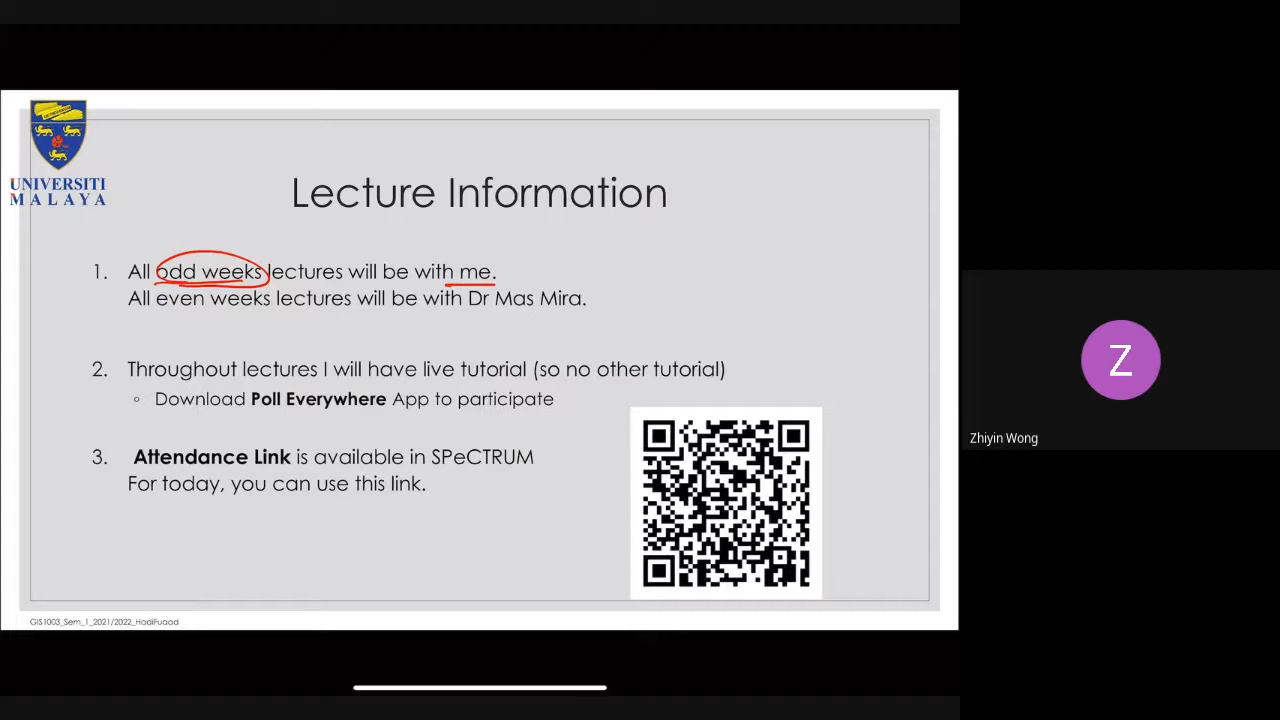 UNIVERSITI
MALAYA
Lecture Information
1. All odd weeks lectures will be with me.
All even weeks lectures will be with Dr Mas Mira.
2. Throughout lectures I will have live tutorial (so no other tutorial)
◦ Download Poll Everywhere App to participate
3. Attendance Link is available in SPeCTRUM
For today, you can use this link.
GIS1003_Sem_1_2021/2022_HadiFuaad
Z
Zhiyin Wong